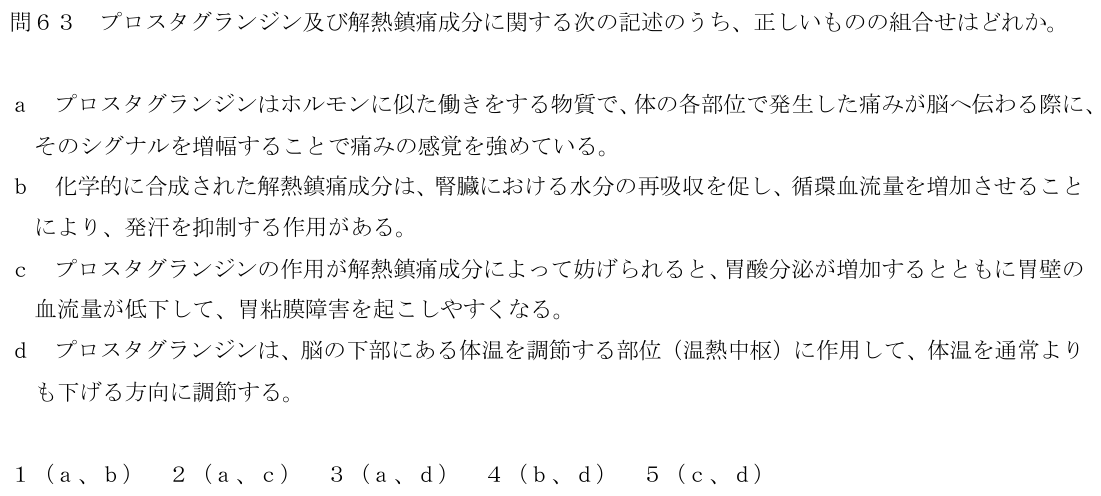 問６３　プロスタグランジン及び解熱鎮痛成分に関する次の記述のうち、正しいものの組合せはどれか。
a　プロスタグランジンはホルモンに似た働きをする物質で、体の各部位で発生した痛みが脳へ伝わる際に、
そのシグナルを増幅することで痛みの感覚を強めている。
b　化学的に合成された解熱鎮痛成分は、腎臓における水分の再吸収を促し、循環血流量を増加させること
により、発汗を抑制する作用がある。
c　プロスタグランジンの作用が解熱鎮痛成分によって妨げられると、胃酸分泌が増加するとともに胃壁の
血流量が低下して、胃粘膜障害を起こしやすくなる。
d　プロスタグランジンは、脳の下部にある体温を調節する部位（温熱中枢）に作用して、体温を通常より
も下げる方向に調節する。
１（a、b）　２（a、c）　３（a、d）　４（b、d）　５（c、d）